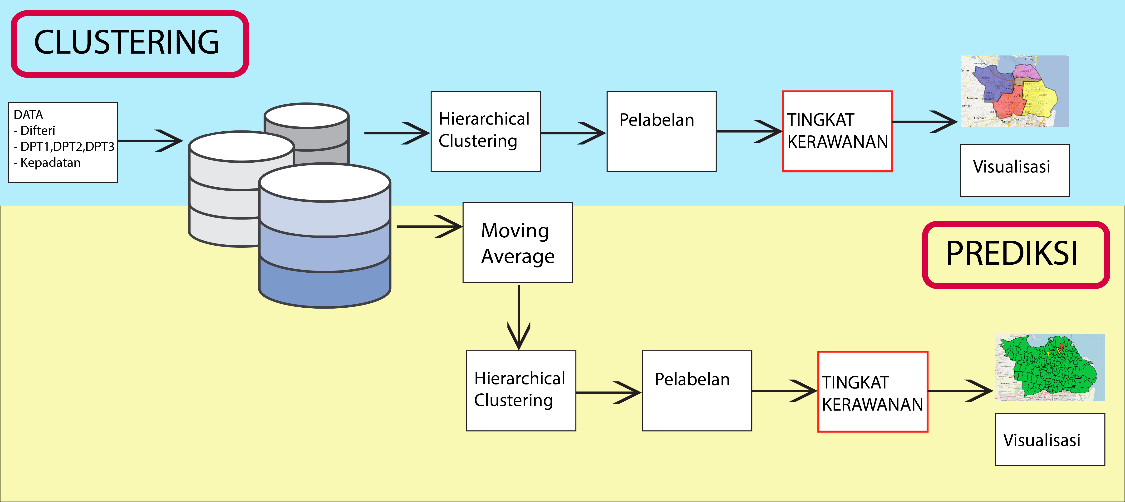 CLUSTERING
DATA
- Difteri
- DPT1,DPT2,DPT3
- Kepadatan
Hierarchical
Clustering
Pelabelan
TINGKAT
KERAWANAN
Visualisasi
PREDIKSI
Moving
Average
Hierarchical
Clustering
Pelabelan
TINGKAT
KERAWANAN
Visualisasi